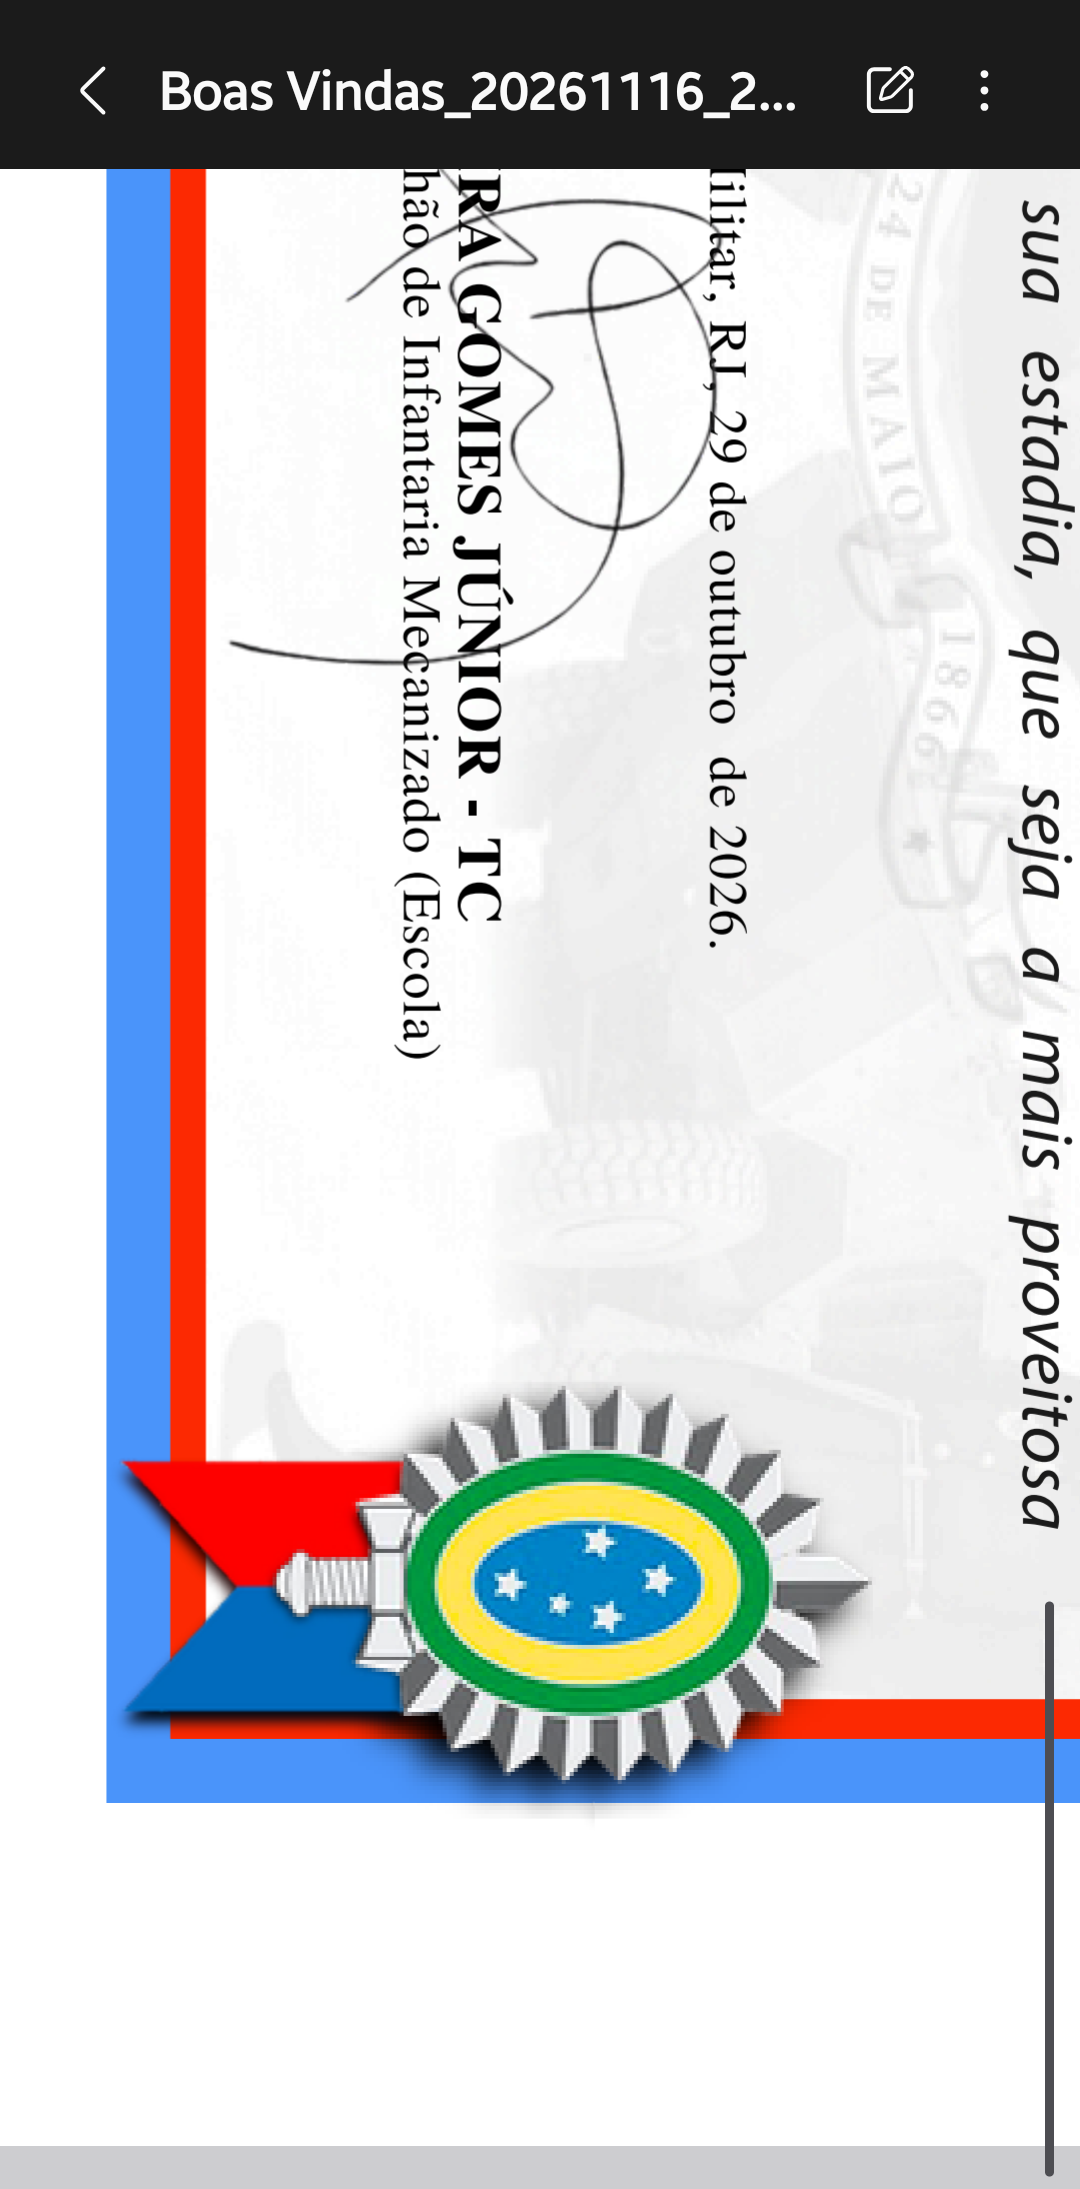 Boas Vindas_20261116_2...
sua estadia, que seja a mais proveitosa
24 DE MAIO
1866
ilitar, RJ, 29 de outubro de 2026.
RA GOMES JÚNIOR - TC
hão de Infantaria Mecanizado (Escola)